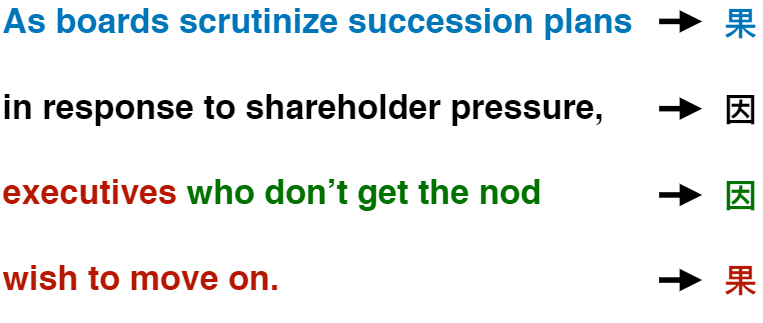 As boards scrutinize succession plans → 果
in response to shareholder pressure, → 因
executives who don’t get the nod → 因
wish to move on. → 果